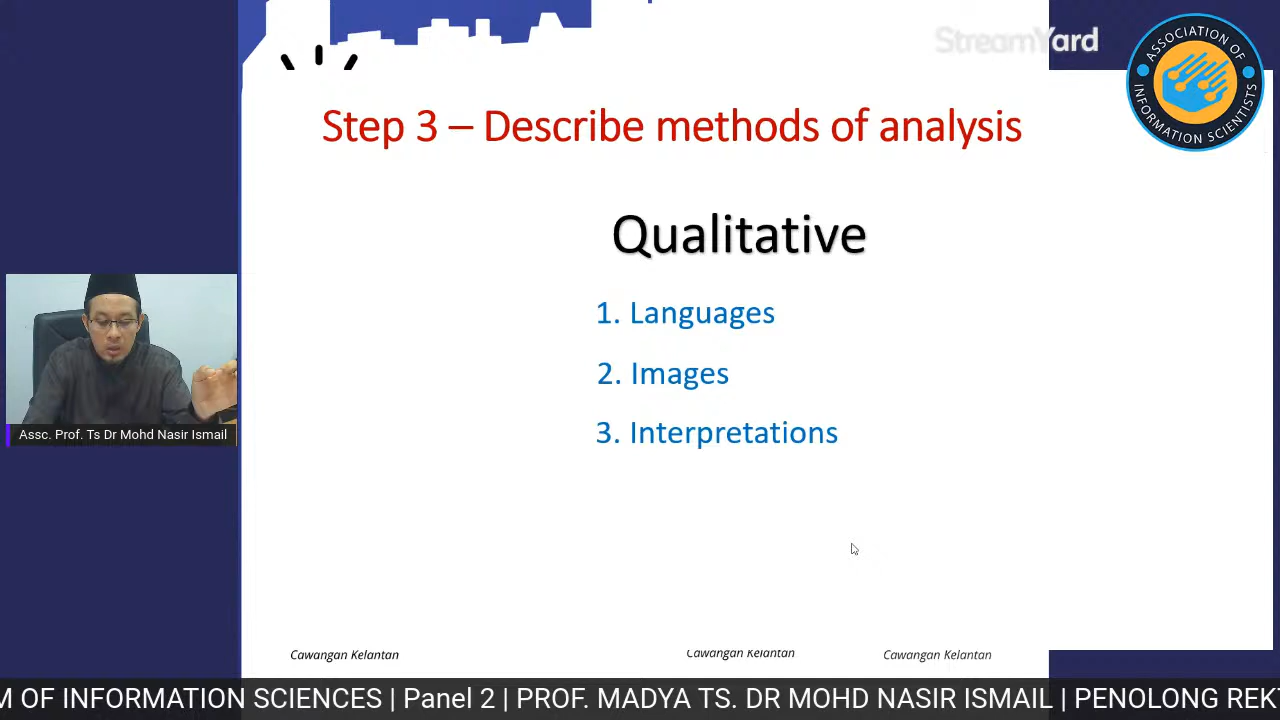 StreamYard
ASSOCIATION OF
INFORMATION SCIENTISTS
Step 3 – Describe methods of analysis
Qualitative
1. Languages
2. Images
3. Interpretations
Assc. Prof. Ts Dr Mohd Nasir Ismail
Cawangan Kelantan
Cawangan Kelantan
Cawangan Kelantan
M OF INFORMATION SCIENCES | Panel 2 | PROF. MADYA TS. DR MOHD NASIR ISMAIL | PENOLONG REKT